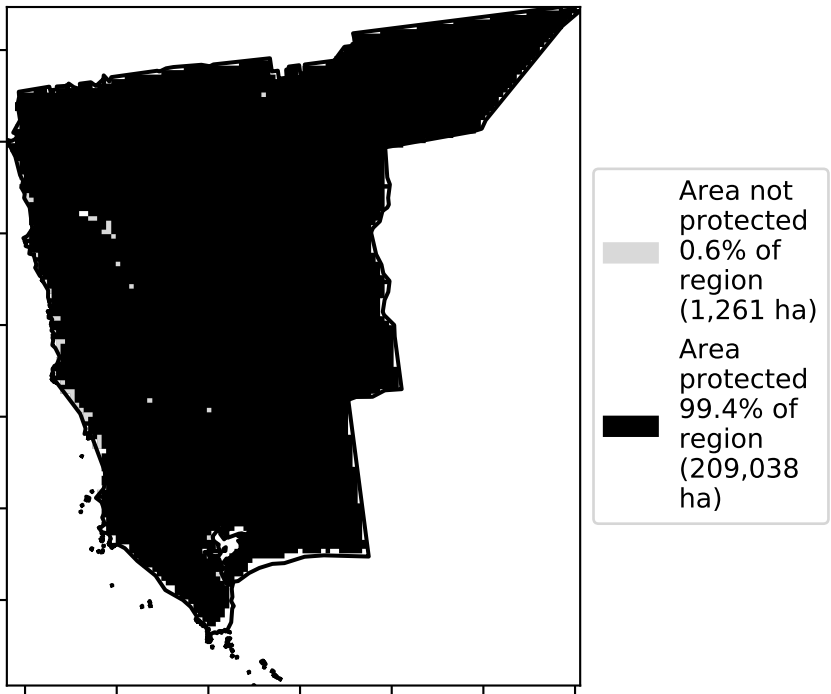 Area not
protected
0.6% of
region
(1,261 ha)
Area
protected
99.4% of
region
(209,038
ha)